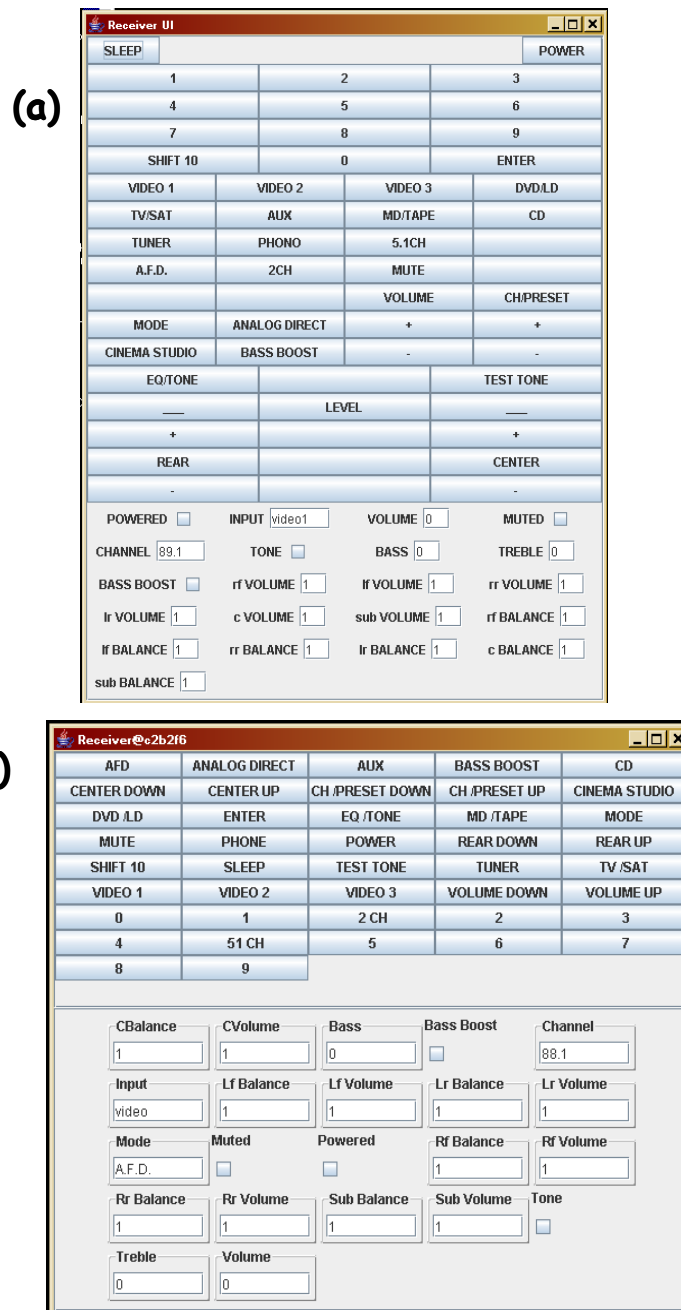 Receiver UI
SLEEP POWER
(a)
1 2 3
4 5 6
7 8 9
SHIFT 10 0 ENTER
VIDEO 1 VIDEO 2 VIDEO 3 DVD/LD
TV/SAT AUX MD/TAPE CD
TUNER PHONO 5.1CH
A.F.D. 2CH MUTE
VOLUME CH/PRESET
MODE ANALOG DIRECT + +
CINEMA STUDIO BASS BOOST - -
EQ/TONE TEST TONE
___ LEVEL ___
+ +
REAR CENTER
- -
POWERED INPUT video1 VOLUME 0 MUTED
CHANNEL 89.1 TONE BASS 0 TREBLE 0
BASS BOOST rf VOLUME 1 lf VOLUME 1 rr VOLUME 1
lr VOLUME 1 c VOLUME 1 sub VOLUME 1 rf BALANCE 1
lf BALANCE 1 rr BALANCE 1 lr BALANCE 1 c BALANCE 1
sub BALANCE 1
)
Receiver@c2b2f6
AFD ANALOG DIRECT AUX BASS BOOST CD
CENTER DOWN CENTER UP CH /PRESET DOWN CH /PRESET UP CINEMA STUDIO
DVD /LD ENTER EQ /TONE MD /TAPE MODE
MUTE PHONE POWER REAR DOWN REAR UP
SHIFT 10 SLEEP TEST TONE TUNER TV /SAT
VIDEO 1 VIDEO 2 VIDEO 3 VOLUME DOWN VOLUME UP
0 1 2 CH 2 3
4 51 CH 5 6 7
8 9
CBalance CVolume Bass Bass Boost Channel
1 1 0 88.1
Input Lf Balance Lf Volume Lr Balance Lr Volume
video 1 1 1 1
Mode Muted Powered Rf Balance Rf Volume
A.F.D. 1 1
Rr Balance Rr Volume Sub Balance Sub Volume Tone
1 1 1 1
Treble Volume
0 0